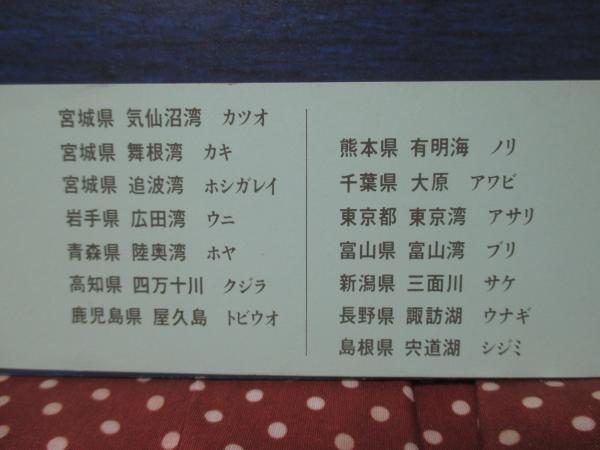 宮城県 気仙沼湾 カツオ
宮城県 舞根湾 カキ
宮城県 追波湾 ホシガレイ
岩手県 広田湾 ウニ
青森県 陸奥湾 ホヤ
高知県 四万十川 クジラ
鹿児島県 屋久島 トビウオ
熊本県 有明海 ノリ
千葉県 大原 アワビ
東京都 東京湾 アサリ
富山県 富山湾 ブリ
新潟県 三面川 サケ
長野県 諏訪湖 ウナギ
島根県 宍道湖 シジミ